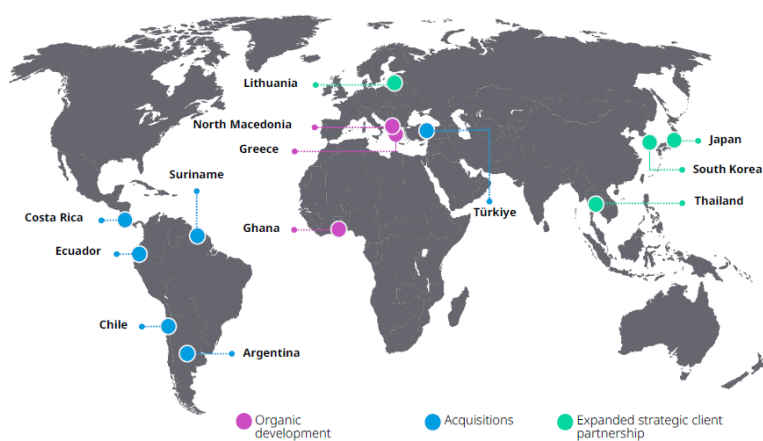 Lithuania
North Macedonia
Greece
Suriname
Costa Rica
Ecuador
Ghana
Türkiye
Japan
South Korea
Thailand
Chile
Argentina
Organic
development
Acquisitions
Expanded strategic client
partnership